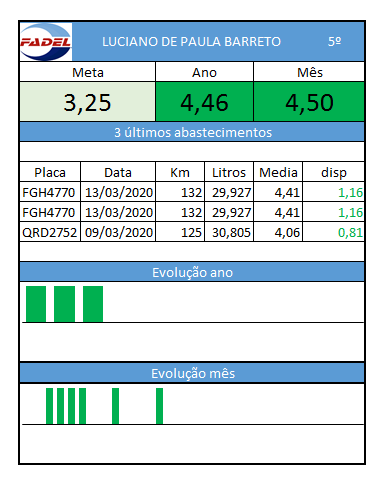 FADEL LUCIANO DE PAULA BARRETO 5º
Meta Ano Mês
3,25 4,46 4,50
3 últimos abastecimentos
Placa Data Km Litros Media disp
FGH4770 13/03/2020 132 29,927 4,41 1,16
FGH4770 13/03/2020 132 29,927 4,41 1,16
QRD2752 09/03/2020 125 30,805 4,06 0,81
Evolução ano
Evolução mês